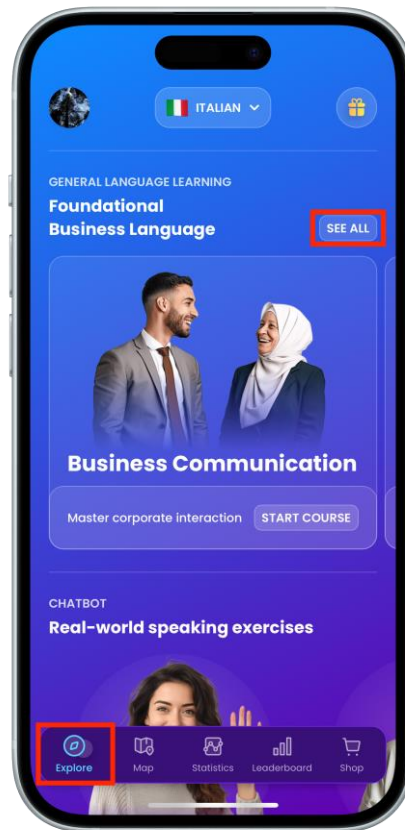 ITALIAN
GENERAL LANGUAGE LEARNING
Foundational
Business Language
SEE ALL
Business Communication
Master corporate interaction
START COURSE
CHATBOT
Real-world speaking exercises
Explore
Map
Statistics
Leaderboard
Shop